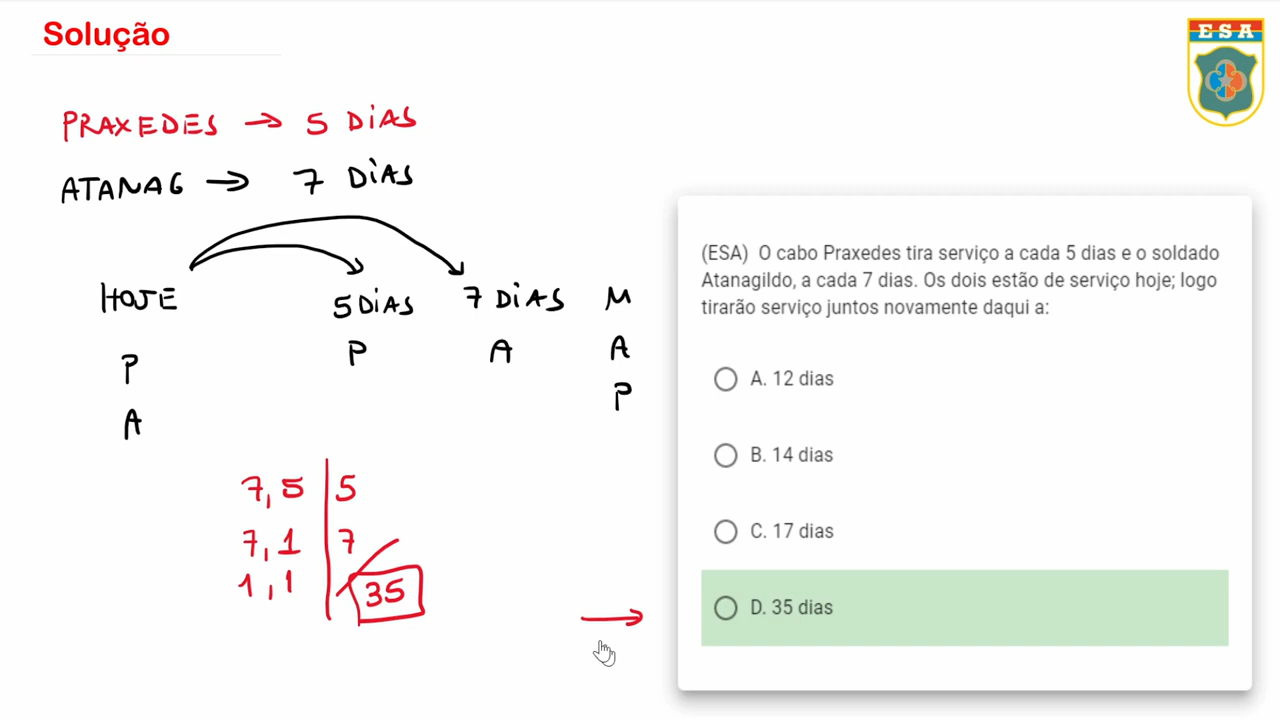 Solução
ESA
PRAXEDES → 5 DiAS
ATANAG → 7 DiAS
HOJE 5 DiAS 7 DiAS M
P P A A
A P
7, 5 | 5
7, 1 | 7
1, 1 | 35
(ESA) O cabo Praxedes tira serviço a cada 5 dias e o soldado
Atanagildo, a cada 7 dias. Os dois estão de serviço hoje; logo
tirarão serviço juntos novamente daqui a:
A. 12 dias
B. 14 dias
C. 17 dias
D. 35 dias